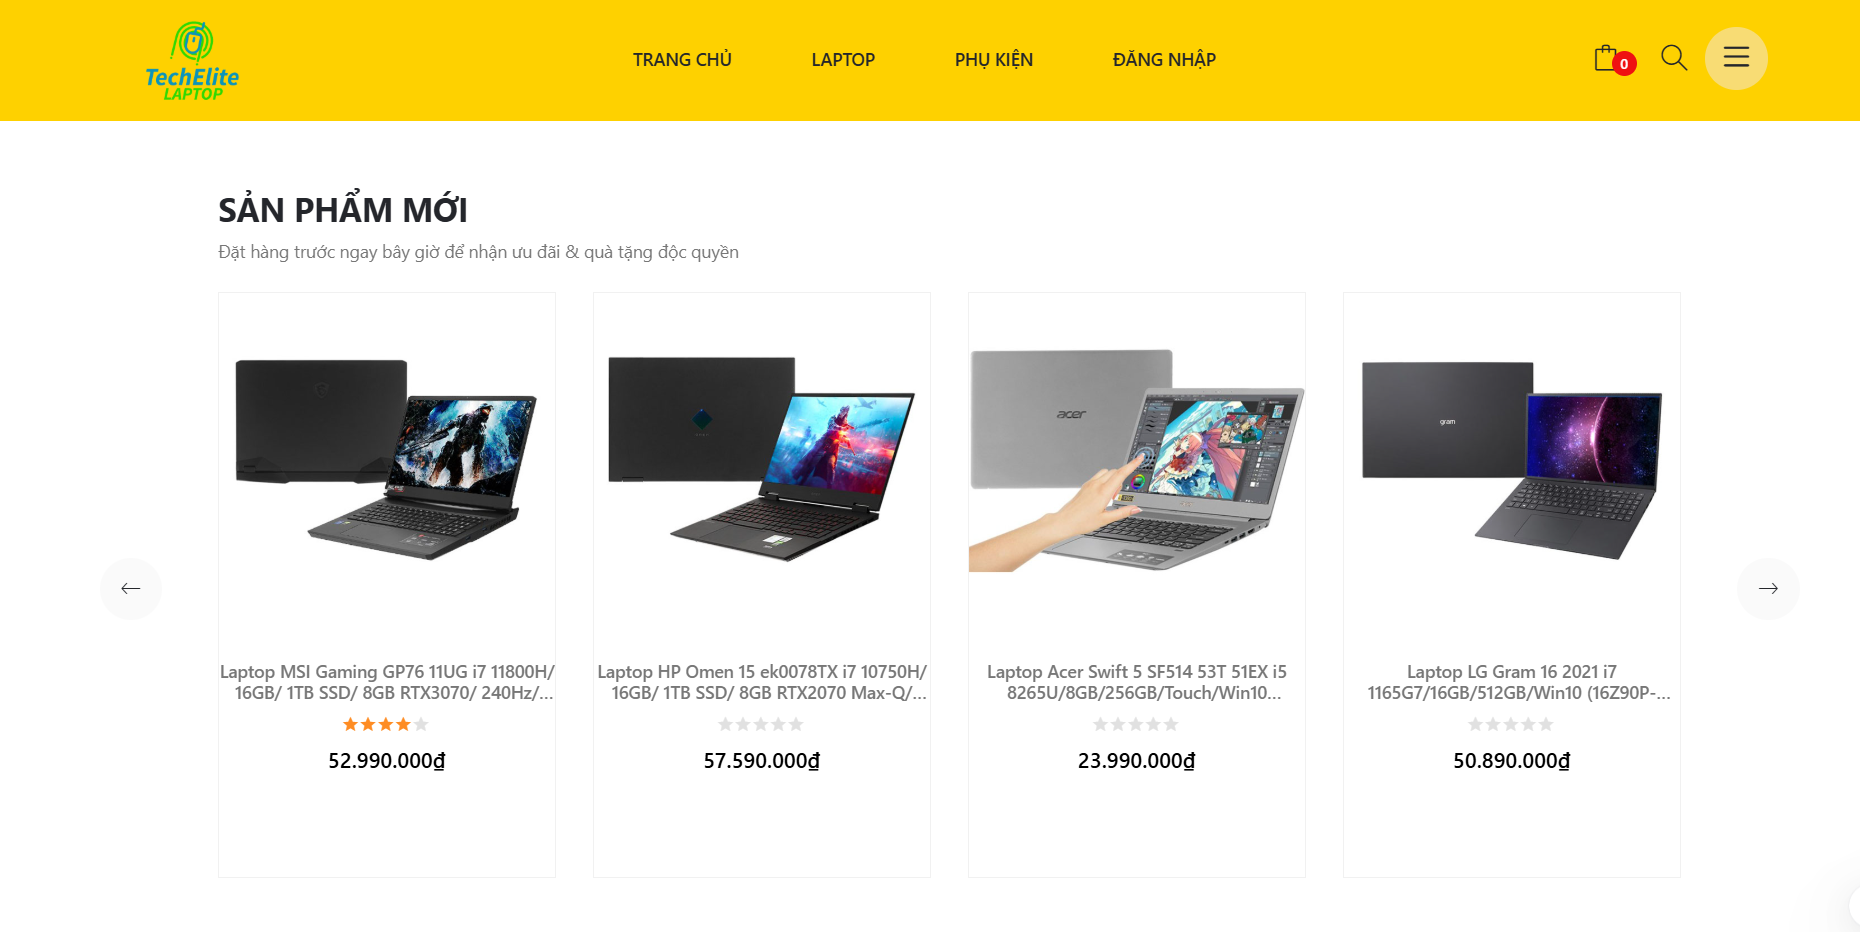 TechElite
LAPTOP
TRANG CHỦ
LAPTOP
PHỤ KIỆN
ĐĂNG NHẬP
0
SẢN PHẨM MỚI
Đặt hàng trước ngay bây giờ để nhận ưu đãi & quà tặng độc quyền
acer
gram
Laptop MSI Gaming GP76 11UG i7 11800H/
16GB/ 1TB SSD/ 8GB RTX3070/ 240Hz/...
52.990.000₫
Laptop HP Omen 15 ek0078TX i7 10750H/
16GB/ 1TB SSD/ 8GB RTX2070 Max-Q/...
57.590.000₫
Laptop Acer Swift 5 SF514 53T 51EX i5
8265U/8GB/256GB/Touch/Win10...
23.990.000₫
Laptop LG Gram 16 2021 i7
1165G7/16GB/512GB/Win10 (16Z90P-...
50.890.000₫